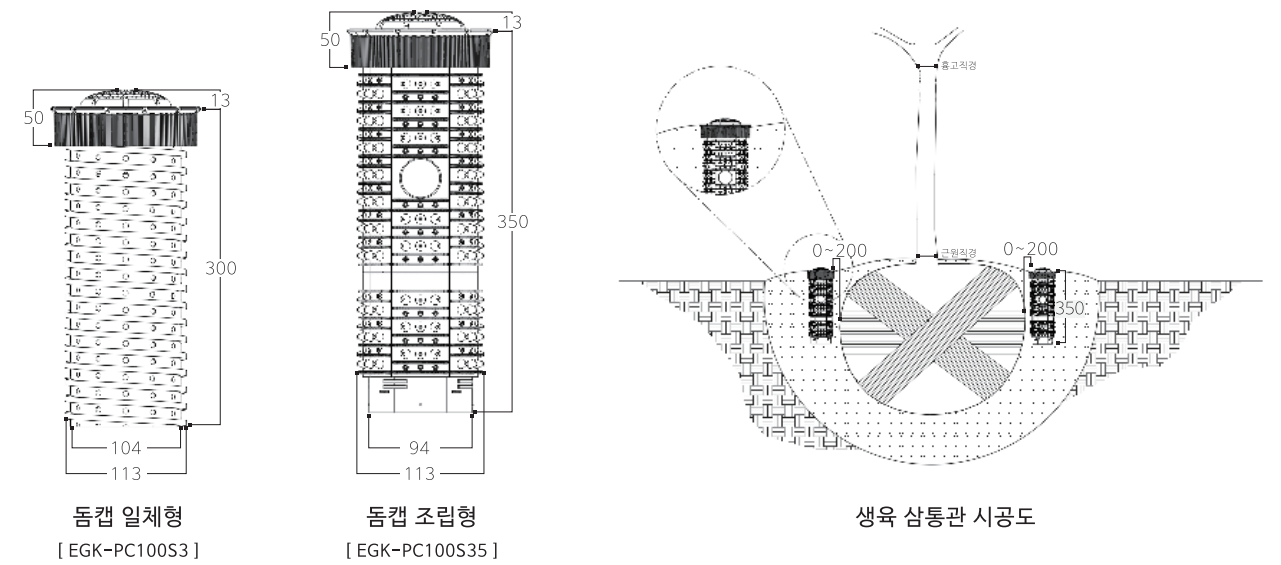 50
13
300
104
113
돔캡 일체형
[ EGK-PC100S3 ]
50
13
350
94
113
돔캡 조립형
[ EGK-PC100S35 ]
흉고직경
근원직경
0~200
0~200
350
생육 삼통관 시공도